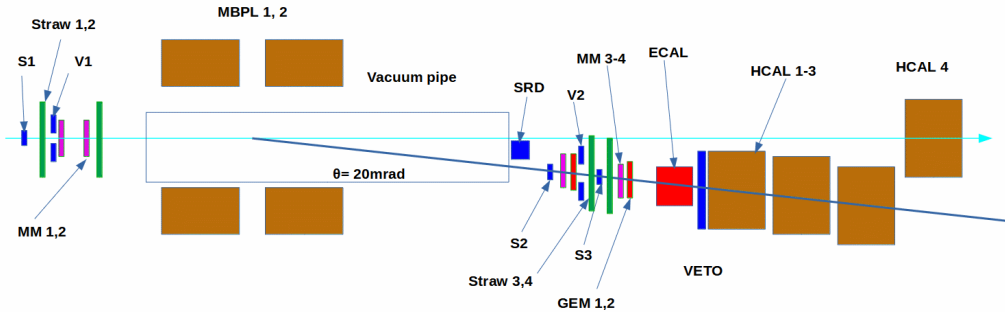 MBPL 1, 2
Straw 1,2
S1
V1
MM 3-4
ECAL
HCAL 1-3
HCAL 4
Vacuum pipe
SRD
V2
θ= 20mrad
MM 1,2
S2
S3
Straw 3,4
VETO
GEM 1,2